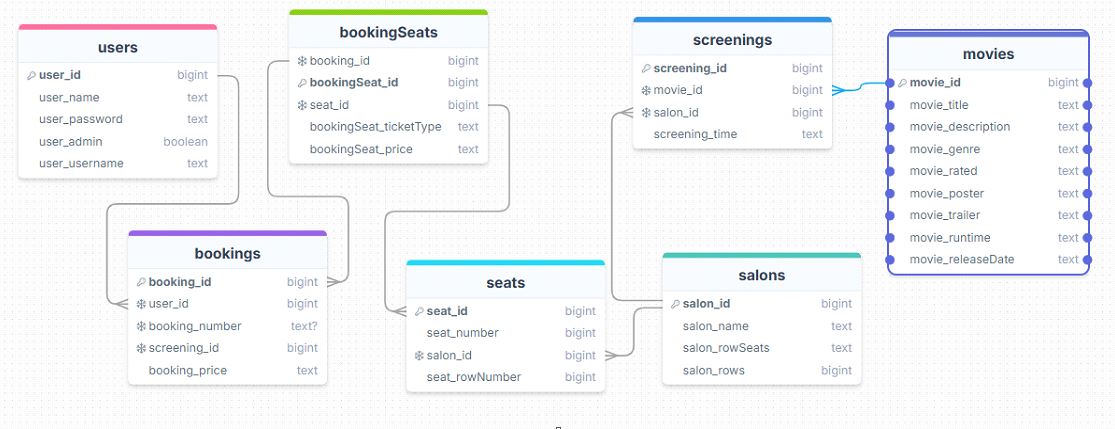 users
user_id bigint
user_name text
user_password text
user_admin boolean
user_username text
bookingSeats
booking_id bigint
bookingSeat_id bigint
seat_id bigint
bookingSeat_ticketType text
bookingSeat_price text
screenings
screening_id bigint
movie_id bigint
salon_id bigint
screening_time text
movies
movie_id bigint
movie_title text
movie_description text
movie_genre text
movie_rated text
movie_poster text
movie_trailer text
movie_runtime text
movie_releaseDate text
bookings
booking_id bigint
user_id bigint
booking_number text?
screening_id bigint
booking_price text
seats
seat_id bigint
seat_number bigint
salon_id bigint
seat_rowNumber bigint
salons
salon_id bigint
salon_name text
salon_rowSeats text
salon_rows bigint